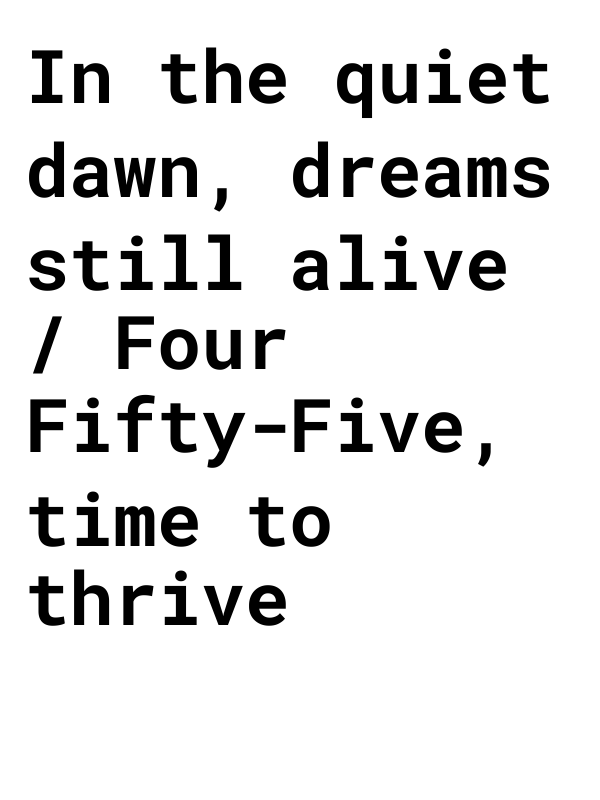 In the quiet
dawn, dreams
still alive
/ Four
Fifty-Five,
time to
thrive